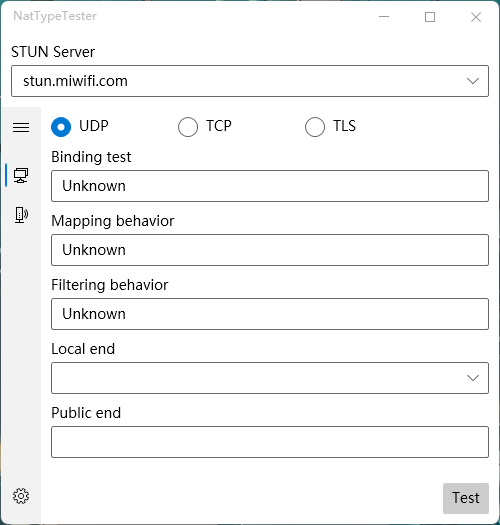 NatTypeTester
STUN Server
stun.miwifi.com
UDP TCP TLS
Binding test
Unknown
Mapping behavior
Unknown
Filtering behavior
Unknown
Local end
Public end
Test